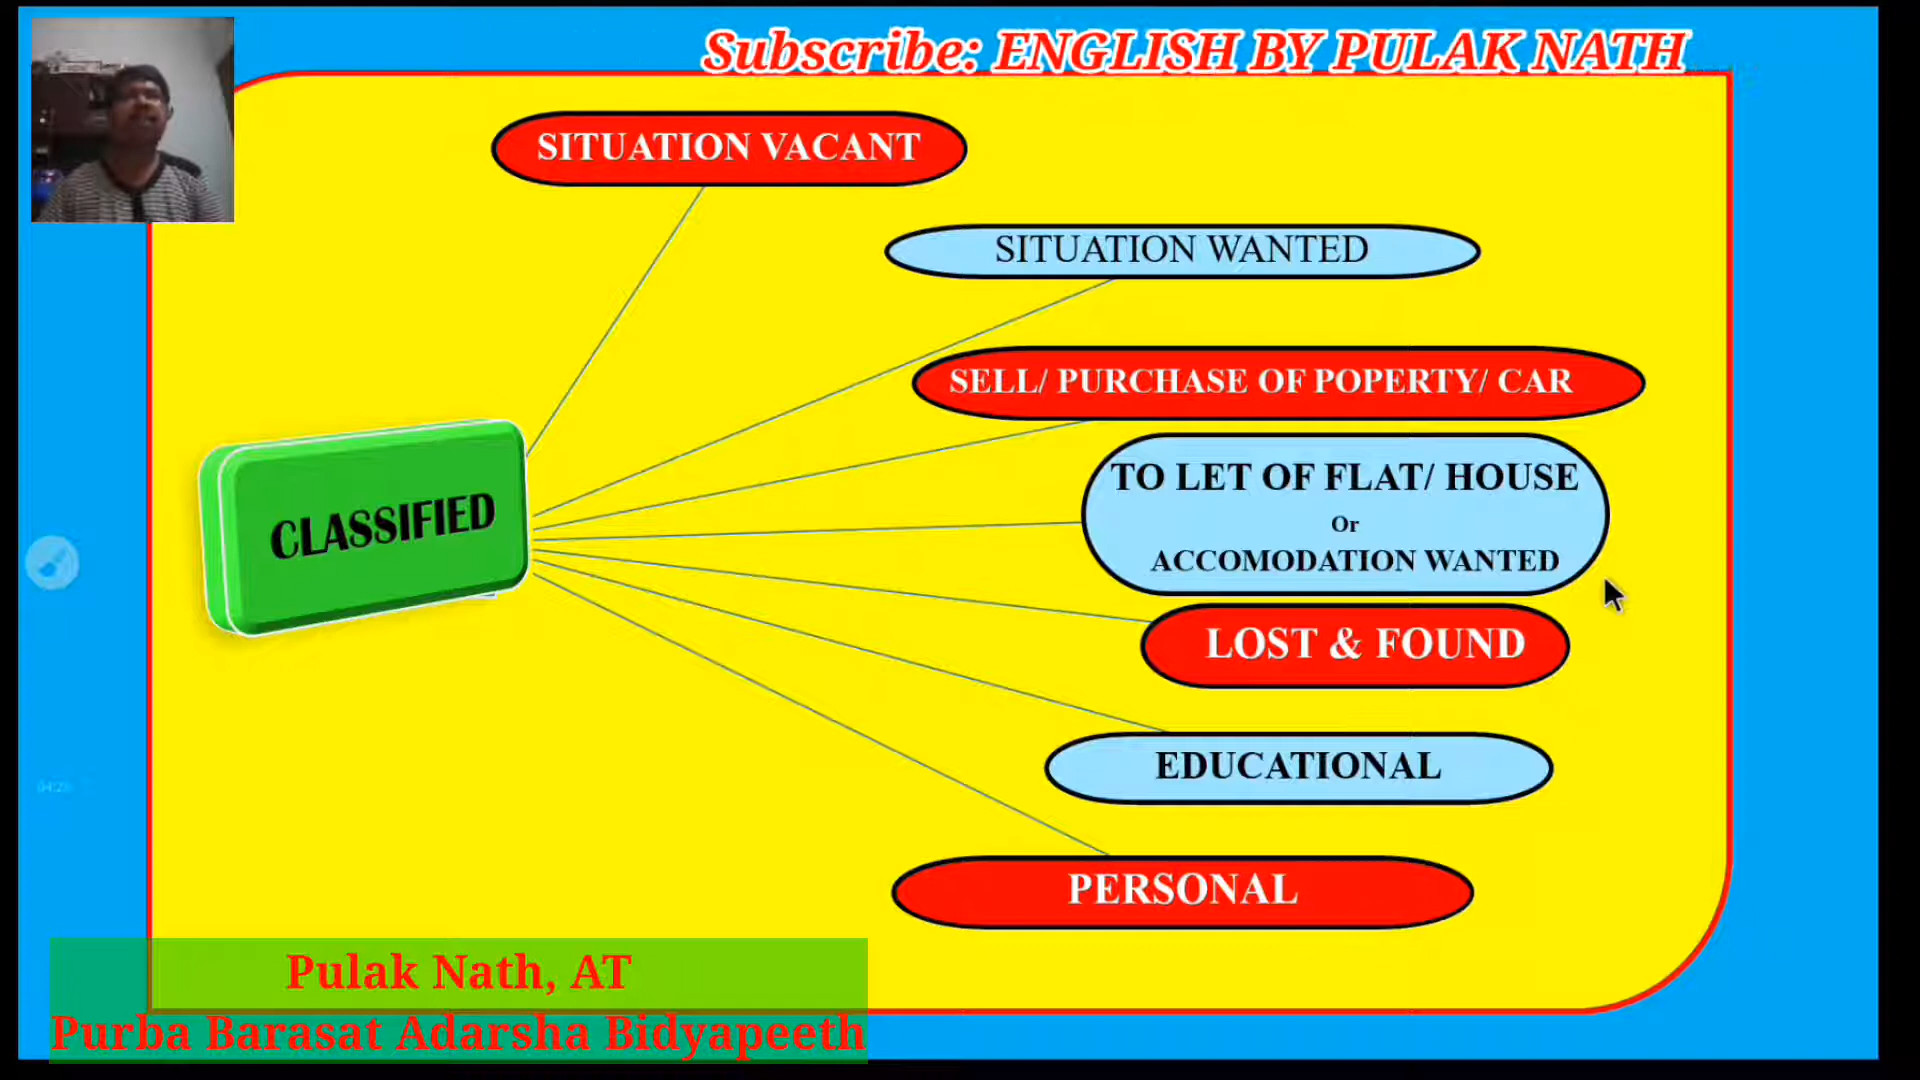 Subscribe: ENGLISH BY PULAK NATH
SITUATION VACANT
SITUATION WANTED
SELL/ PURCHASE OF POPERTY/ CAR
TO LET OF FLAT/ HOUSE
Or
ACCOMODATION WANTED
CLASSIFIED
LOST & FOUND
EDUCATIONAL
PERSONAL
Pulak Nath, AT
Purba Barasat Adarsha Bidyapeeth